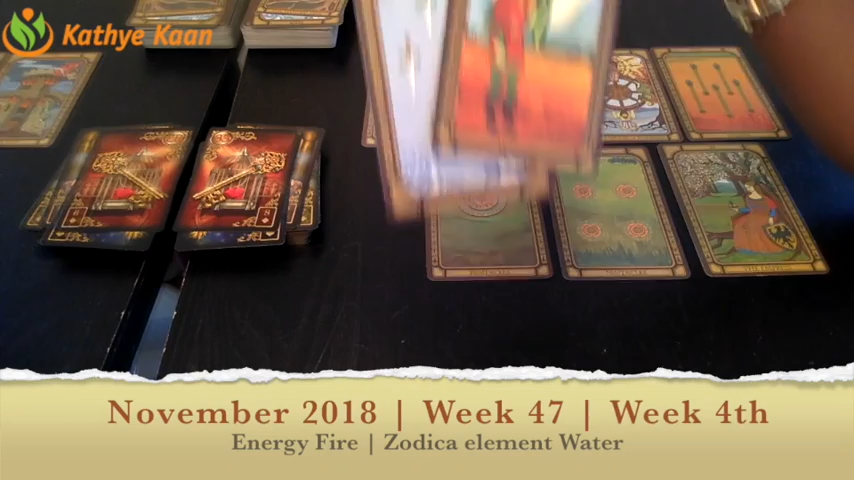 Kathye Kaan
November 2018 | Week 47 | Week 4th
Energy Fire | Zodica element Water